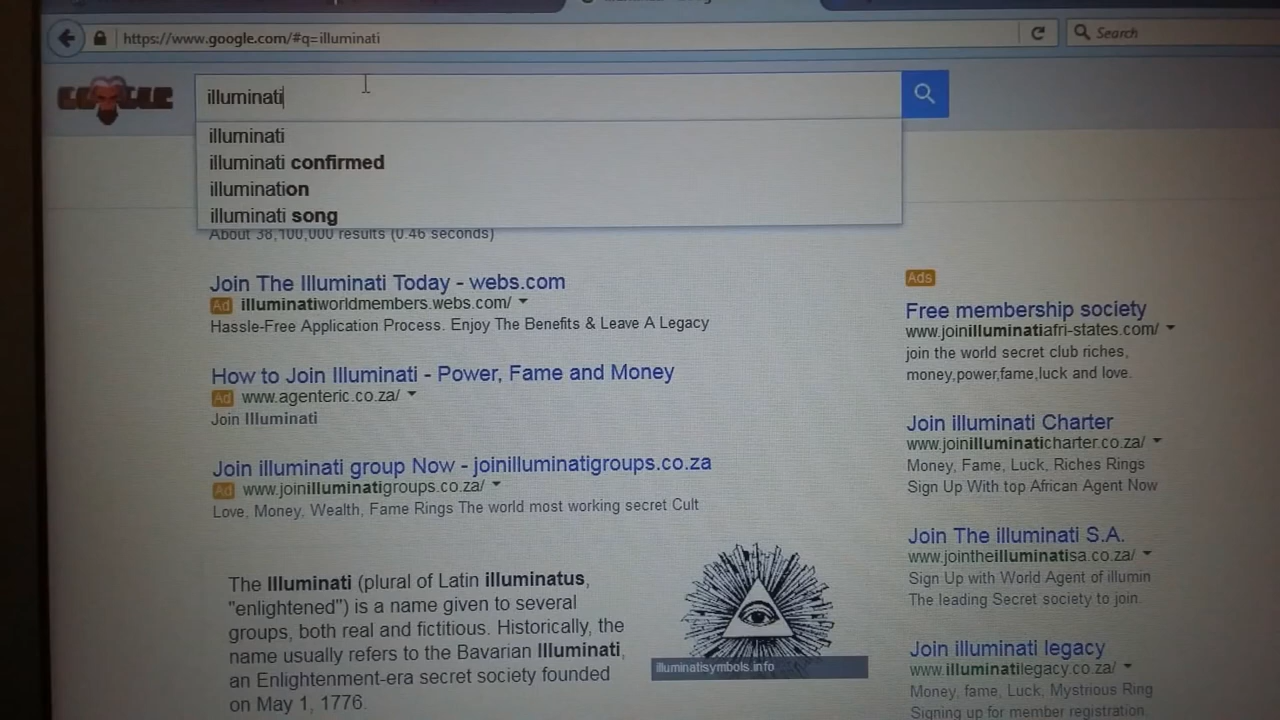 https://www.google.com/#q=illuminati
Search
illuminati
illuminati
illuminati confirmed
illumination
illuminati song
About 38,100,000 results (0.46 seconds)
Join The Illuminati Today - webs.com
Ad illuminatiworldmembers.webs.com/
Hassle-Free Application Process. Enjoy The Benefits & Leave A Legacy
How to Join Illuminati - Power, Fame and Money
Ad www.agenteric.co.za/
Join Illuminati
Join illuminati group Now - joinilluminatigroups.co.za
Ad www.joinilluminatigroups.co.za/
Love, Money, Wealth, Fame Rings The world most working secret Cult
The Illuminati (plural of Latin illuminatus,
"enlightened") is a name given to several
groups, both real and fictitious. Historically, the
name usually refers to the Bavarian Illuminati,
an Enlightenment-era secret society founded
on May 1, 1776.
illuminatisymbols.info
Ads
Free membership society
www.joinilluminatiafri-states.com/
join the world secret club riches,
money,power,fame,luck and love.
Join illuminati Charter
www.joinilluminaticharter.co.za/
Money, Fame, Luck, Riches Rings
Sign Up With top African Agent Now
Join The illuminati S.A.
www.jointheilluminatisa.co.za/
Sign Up with World Agent of illumin
The leading Secret society to join.
Join illuminati legacy
www.illuminatilegacy.co.za/
Money, fame, Luck, Mystrious Ring
Signing up for member registration.